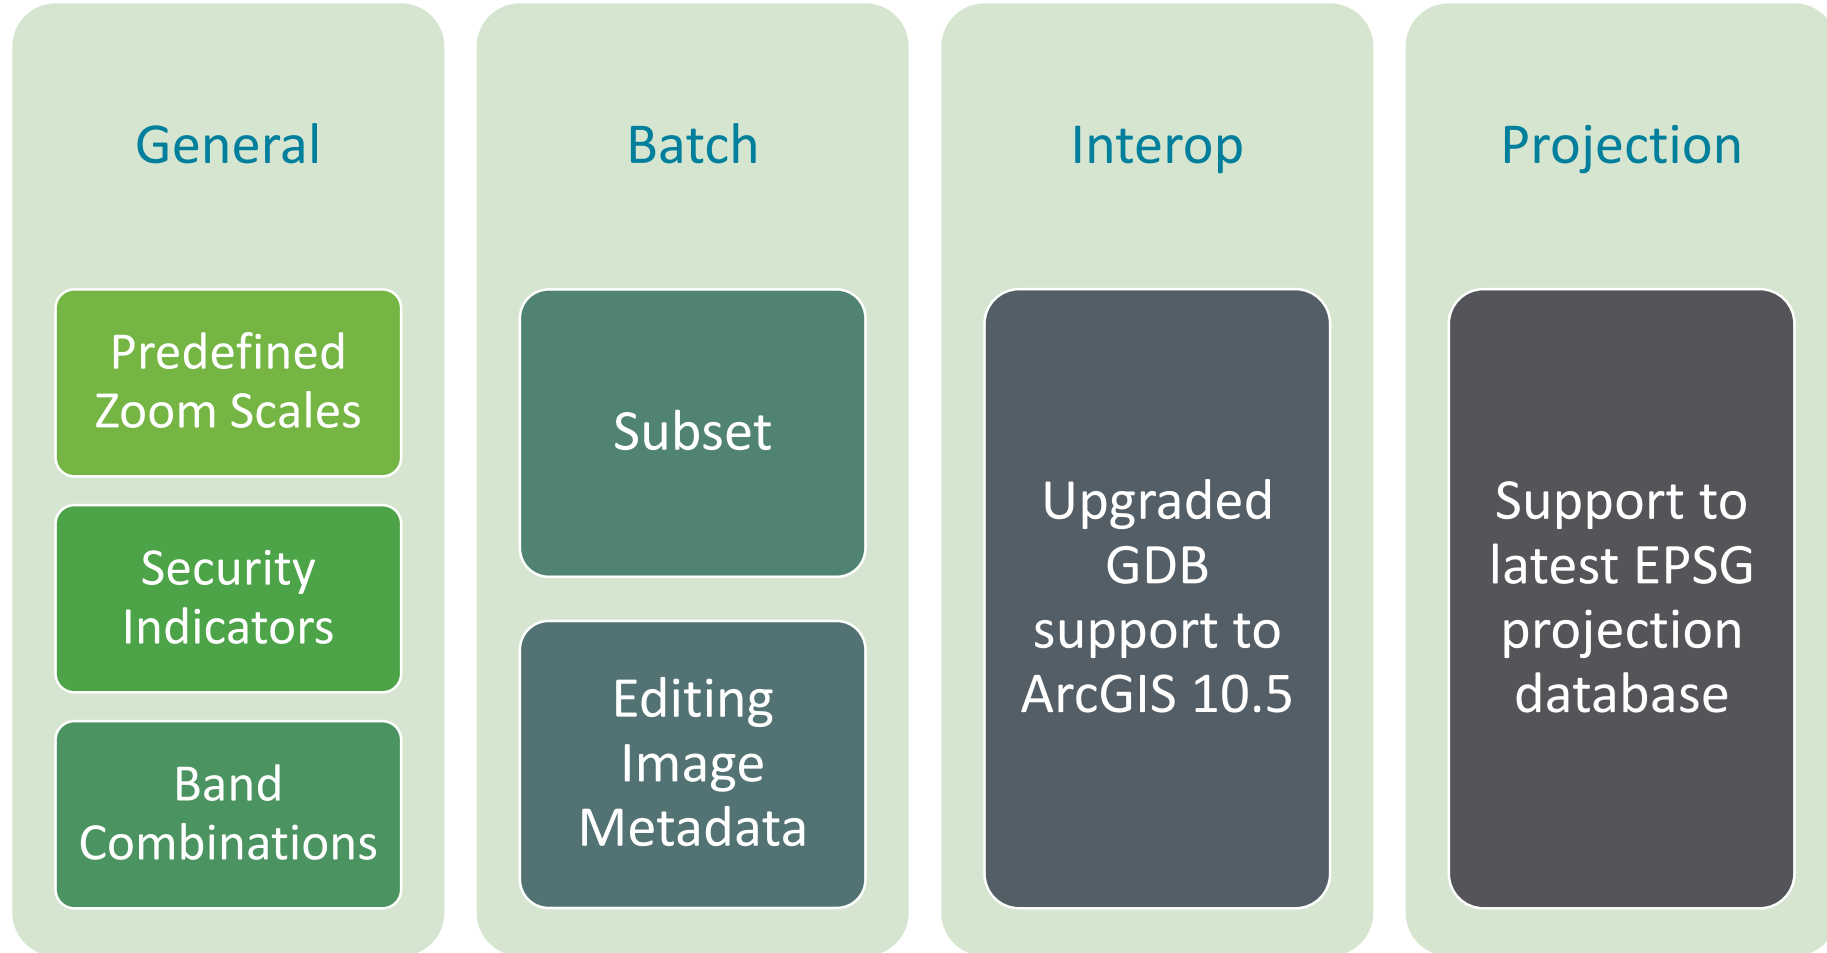 General
Predefined
Zoom Scales
Security
Indicators
Band
Combinations
Batch
Subset
Editing
Image
Metadata
Interop
Upgraded
GDB
support to
ArcGIS 10.5
Projection
Support to
latest EPSG
projection
database